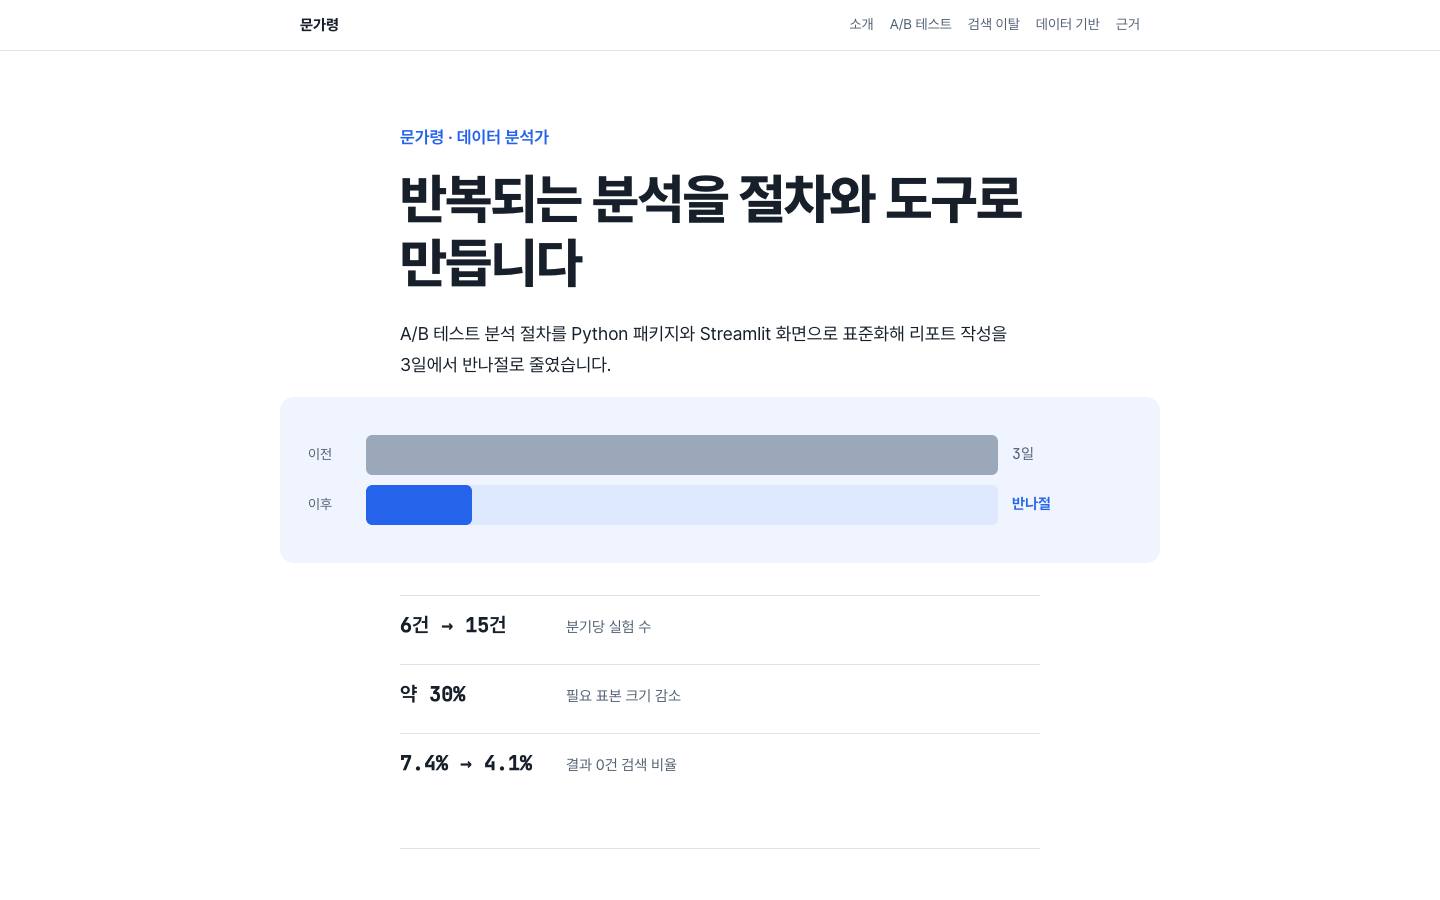 문가령
소개 A/B 테스트 검색 이탈 데이터 기반 근거
문가령 · 데이터 분석가
반복되는 분석을 절차와 도구로
만듭니다
A/B 테스트 분석 절차를 Python 패키지와 Streamlit 화면으로 표준화해 리포트 작성을
3일에서 반나절로 줄였습니다.
이전 3일
이후 반나절
6건 → 15건 분기당 실험 수
약 30% 필요 표본 크기 감소
7.4% → 4.1% 결과 0건 검색 비율